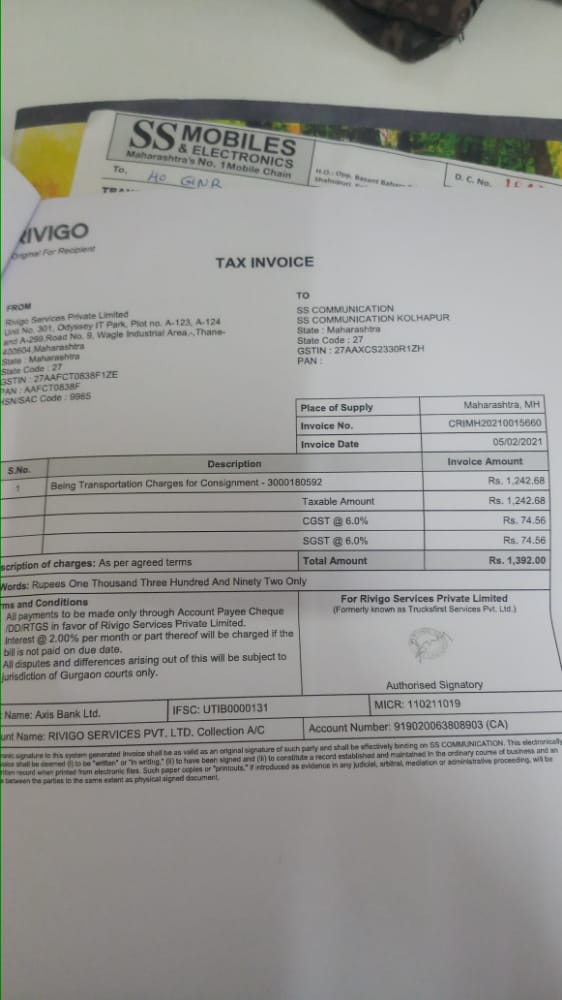 SS MOBILES
& ELECTRONICS
Maharashtra's No. 1 Mobile Chain
To, HO GNR
H.O.: Opp. Basant Bahar
D. C. No.
RIVIGO
Original For Recipient
TAX INVOICE
FROM
Rivigo Services Private Limited
Unit No. 301, Odyssey IT Park, Plot no. A-123, A-124
and A-299,Road No. 9, Wagle Industrial Area,-,Thane-
400604,Maharashtra
State : Maharashtra
State Code : 27
GSTIN : 27AAFCT0838F1ZE
PAN : AAFCT0838F
HSN/SAC Code : 9965
TO
SS COMMUNICATION
SS COMMUNICATION KOLHAPUR
State : Maharashtra
State Code : 27
GSTIN : 27AAXCS2330R1ZH
PAN :
Place of Supply Maharashtra, MH
Invoice No. CRIMH20210015660
Invoice Date 05/02/2021
S.No. Description Invoice Amount
1 Being Transportation Charges for Consignment - 3000180592 Rs. 1,242.68
Taxable Amount Rs. 1,242.68
CGST @ 6.0% Rs. 74.56
SGST @ 6.0% Rs. 74.56
scription of charges: As per agreed terms Total Amount Rs. 1,392.00
Words: Rupees One Thousand Three Hundred And Ninety Two Only
ms and Conditions
All payments to be made only through Account Payee Cheque
/DD/RTGS in favor of Rivigo Services Private Limited.
Interest @ 2.00% per month or part thereof will be charged if the
bill is not paid on due date.
All disputes and differences arising out of this will be subject to
jurisdiction of Gurgaon courts only.
For Rivigo Services Private Limited
(Formerly known as Trucksfirst Services Pvt. Ltd.)
Authorised Signatory
Name: Axis Bank Ltd. IFSC: UTIB0000131 MICR: 110211019
unt Name: RIVIGO SERVICES PVT. LTD. Collection A/C Account Number: 919020063808903 (CA)
ronic signature to this system generated invoice shall be as valid as an original signature of such party and shall be effectively binding on SS COMMUNICATION. This electronically
voice shall be deemed (i) to be "written" or "in writing," (ii) to have been signed and (iii) to constitute a record established and maintained in the ordinary course of business and an
ritten record when printed from electronic files. Such paper copies or "printouts," if introduced as evidence in any judicial, arbitral, mediation or administrative proceeding, will be
s between the parties to the same extent as physical signed document.